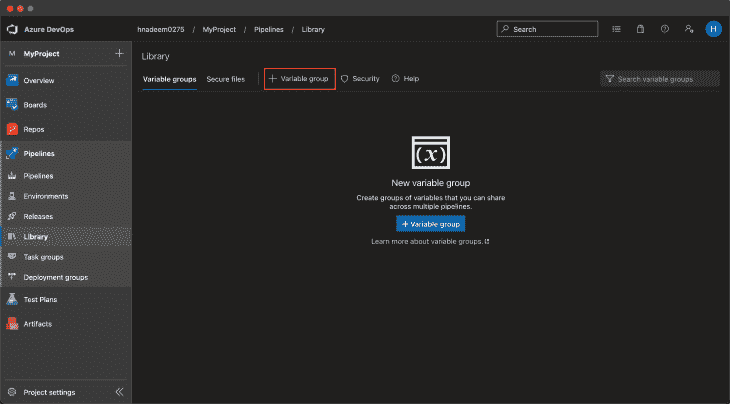 Azure DevOps
hnadeem0275 / MyProject / Pipelines / Library
Search
H
M MyProject
Overview
Boards
Repos
Pipelines
Pipelines
Environments
Releases
Library
Task groups
Deployment groups
Test Plans
Artifacts
Project settings
Library
Variable groups Secure files + Variable group Security Help
Search variable groups
(x)
New variable group
Create groups of variables that you can share
across multiple pipelines.
+ Variable group
Learn more about variable groups.